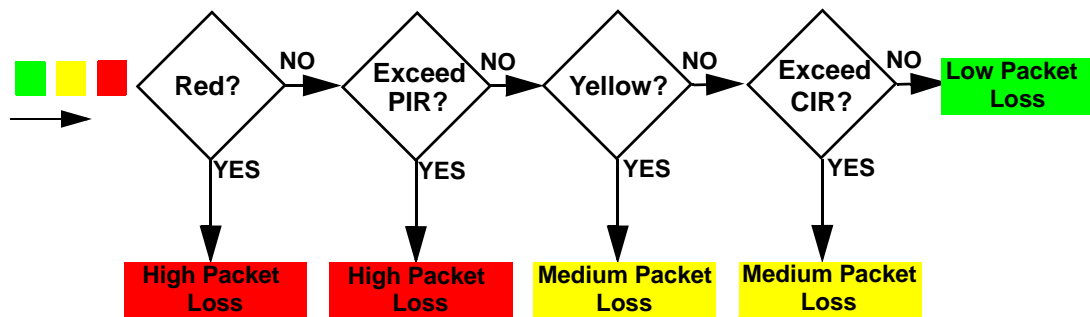 Red?
NO
YES
High Packet
Loss
Exceed
PIR?
NO
YES
High Packet
Loss
Yellow?
NO
YES
Medium Packet
Loss
Exceed
CIR?
NO
YES
Medium Packet
Loss
Low Packet
Loss